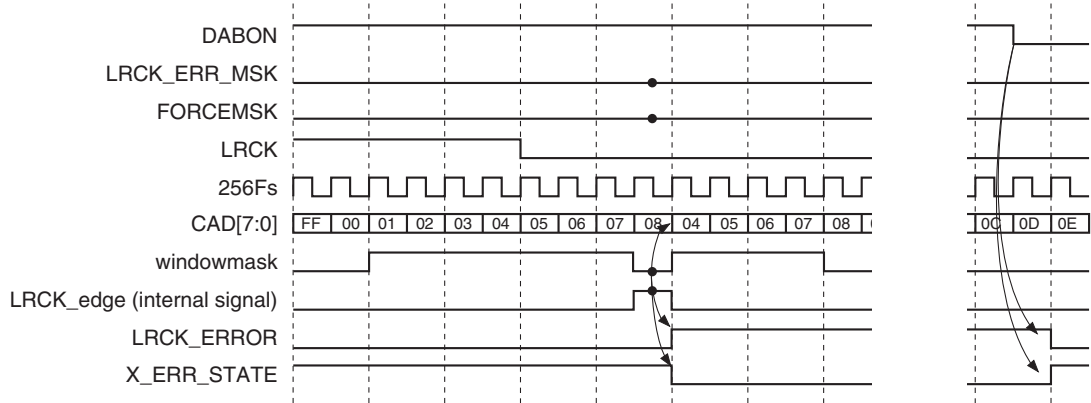 DABON
LRCK_ERR_MSK
FORCEMSK
LRCK
256Fs
CAD[7:0] FF 00 01 02 03 04 05 06 07 08 04 05 06 07 08 0C 0D 0E
windowmask
LRCK_edge (internal signal)
LRCK_ERROR
X_ERR_STATE